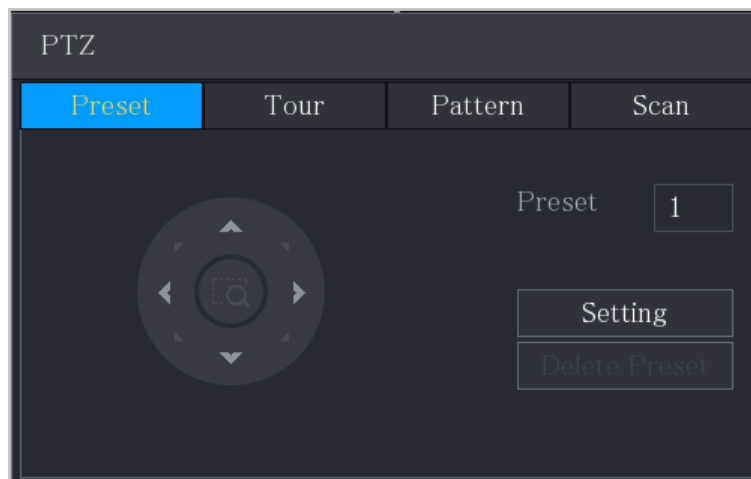 PTZ
Preset Tour Pattern Scan
Preset 1
Setting
Delete Preset